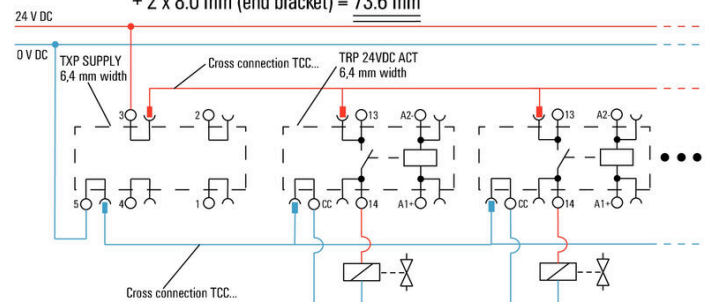 + 2 x 8.0 mm (end bracket) = 73.6 mm
24 V DC
0 V DC
TXP SUPPLY
6,4 mm width
Cross connection TCC...
TRP 24VDC ACT
6,4 mm width
3 2 13 A2- 13 A2-
5 4 1 CC 14 A1+ CC 14 A1+
Cross connection TCC...